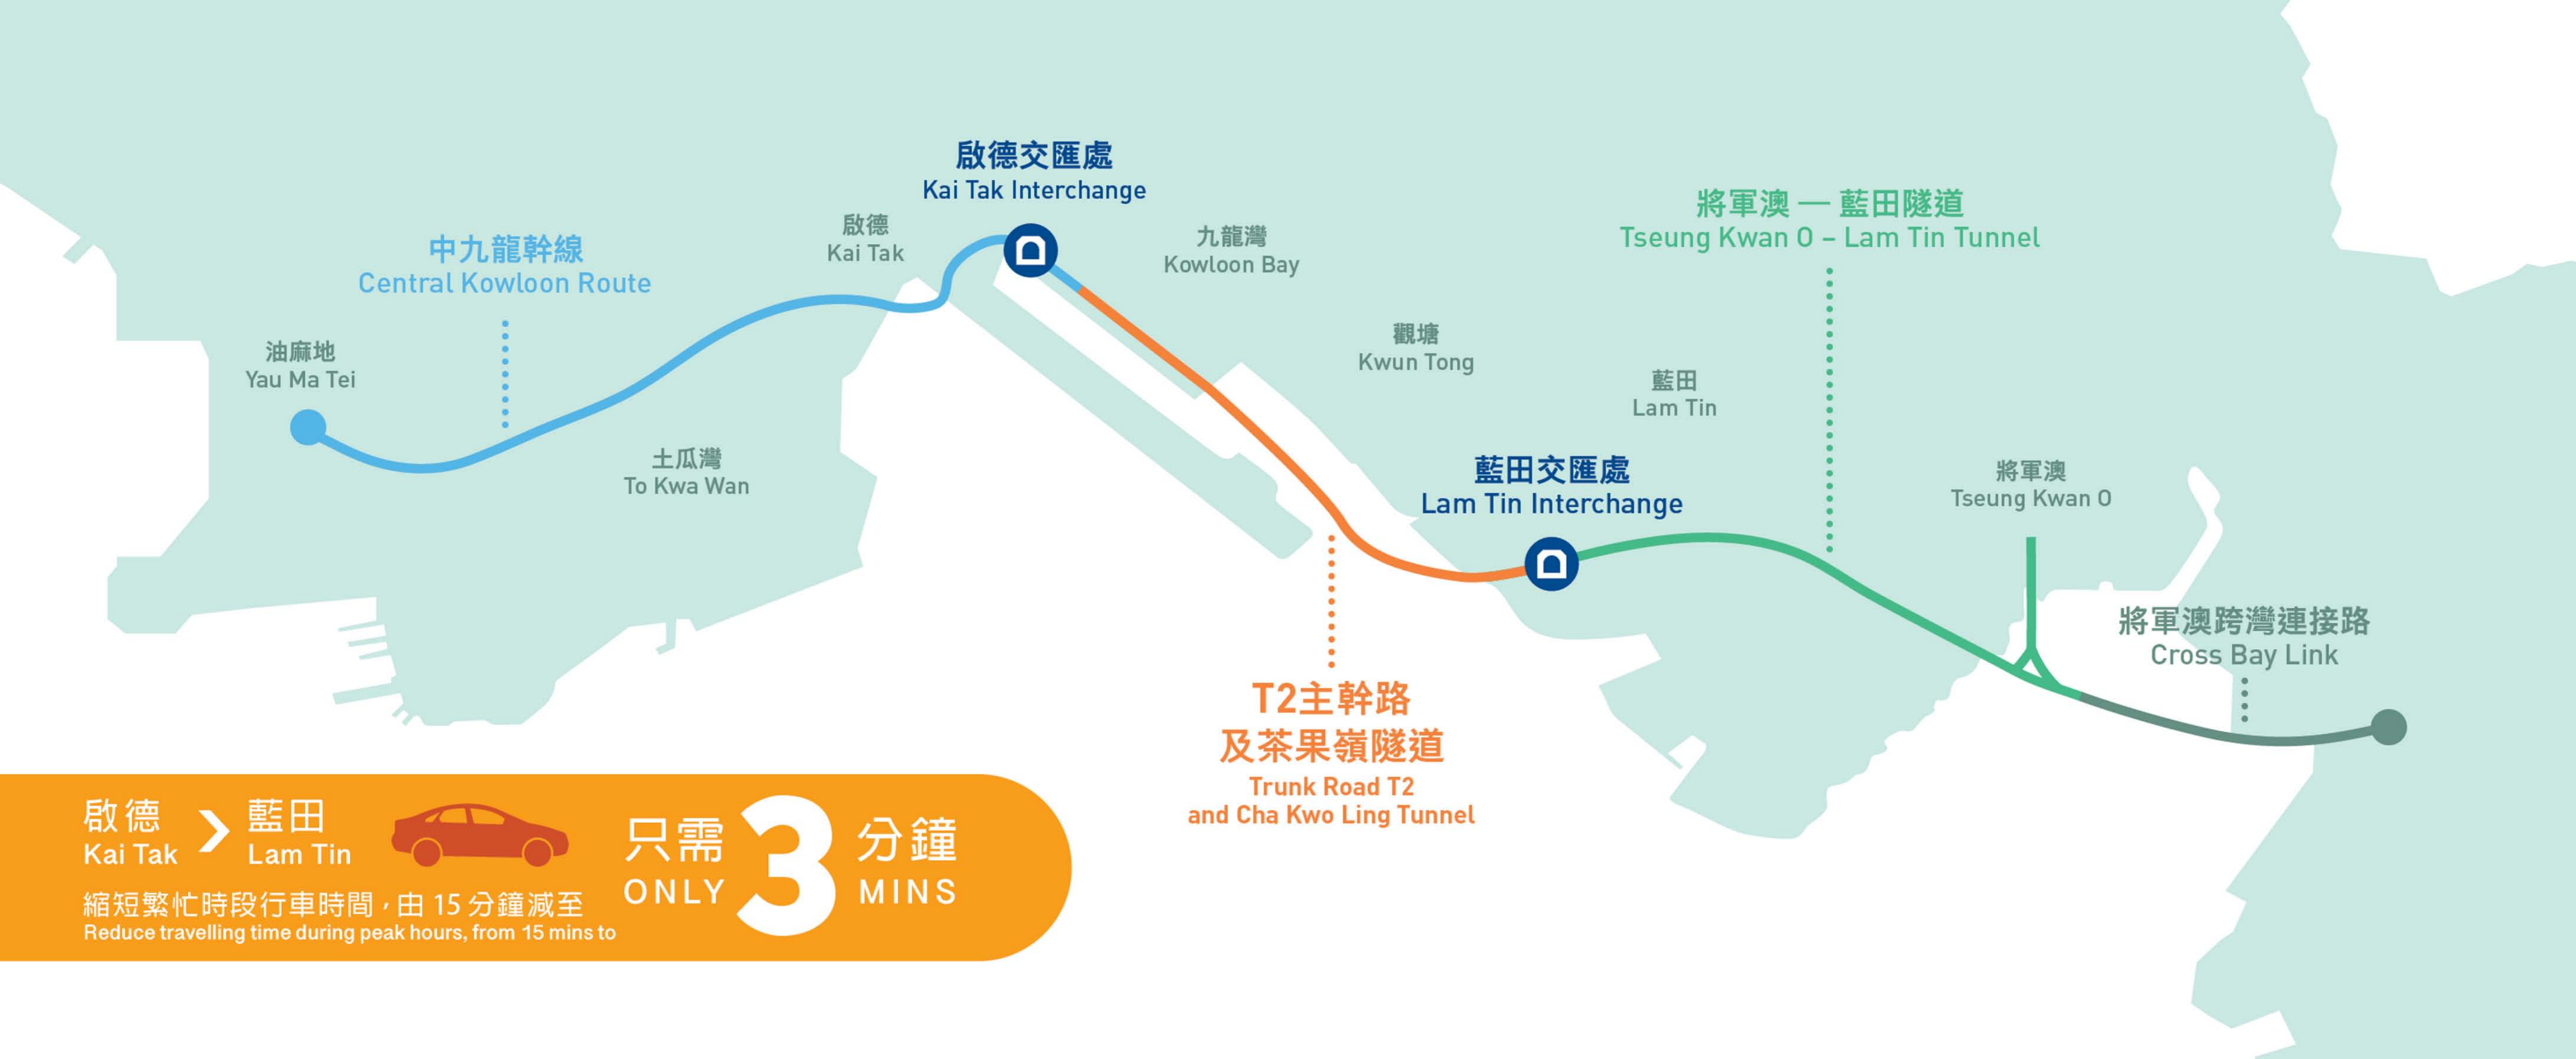 啟德交匯處
Kai Tak Interchange
啟德
Kai Tak
九龍灣
Kowloon Bay
將軍澳 — 藍田隧道
Tseung Kwan O – Lam Tin Tunnel
中九龍幹線
Central Kowloon Route
油麻地
Yau Ma Tei
觀塘
Kwun Tong
藍田
Lam Tin
土瓜灣
To Kwa Wan
藍田交匯處
Lam Tin Interchange
將軍澳
Tseung Kwan O
將軍澳跨灣連接路
Cross Bay Link
T2主幹路
及茶果嶺隧道
Trunk Road T2
and Cha Kwo Ling Tunnel
啟德 > 藍田
Kai Tak Lam Tin
縮短繁忙時段行車時間，由 15 分鐘減至
Reduce travelling time during peak hours, from 15 mins to
只需 3 分鐘
ONLY MINS